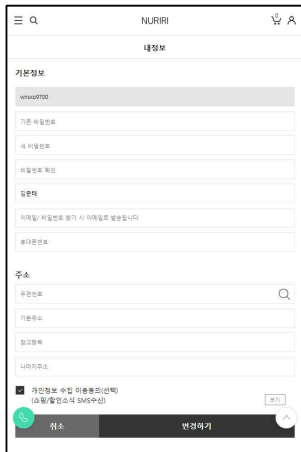 NURIRI
0
내정보
기본정보
기존 비밀번호
새 비밀번호
비밀번호 확인
김준태
이메일/ 비밀번호 찾기 시 이메일로 발송됩니다
휴대폰번호
주소
우편번호
기본주소
참고항목
나머지주소
개인정보 수집 이용동의(선택)
(쇼핑/할인소식 SMS수신)
보기
취소
변경하기